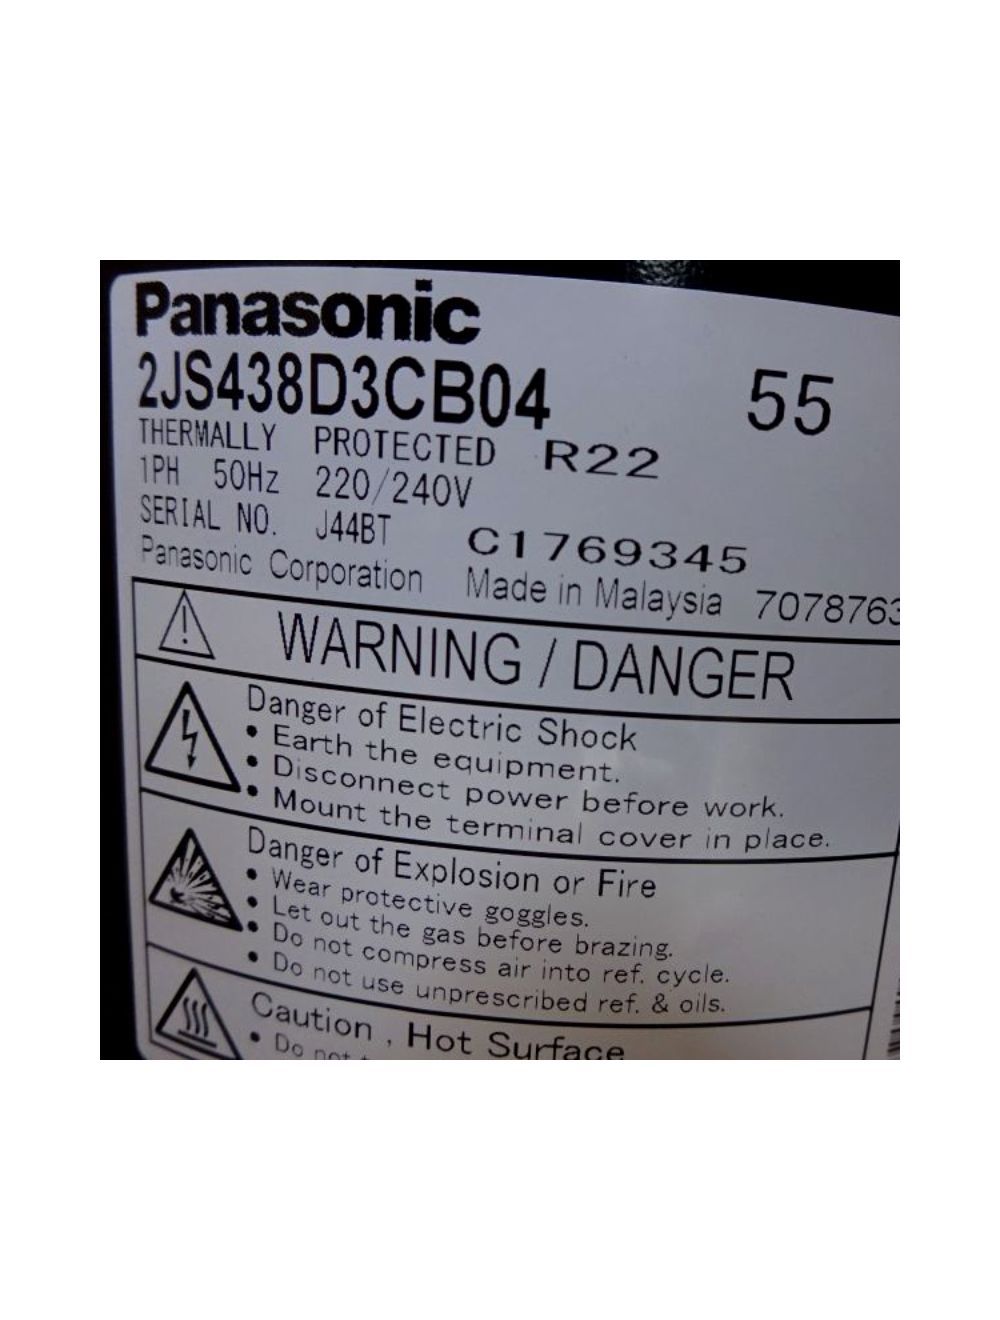 Panasonic
2JS438D3CB04 55
THERMALLY PROTECTED R22
1PH 50Hz 220/240V
SERIAL NO. J44BT C1769345
Panasonic Corporation Made in Malaysia 7078763
WARNING / DANGER
Danger of Electric Shock
• Earth the equipment.
• Disconnect power before work.
• Mount the terminal cover in place.
Danger of Explosion or Fire
• Wear protective goggles.
• Let out the gas before brazing.
• Do not compress air into ref. cycle.
• Do not use unprescribed ref. & oils.
Caution , Hot Surface
• Do not